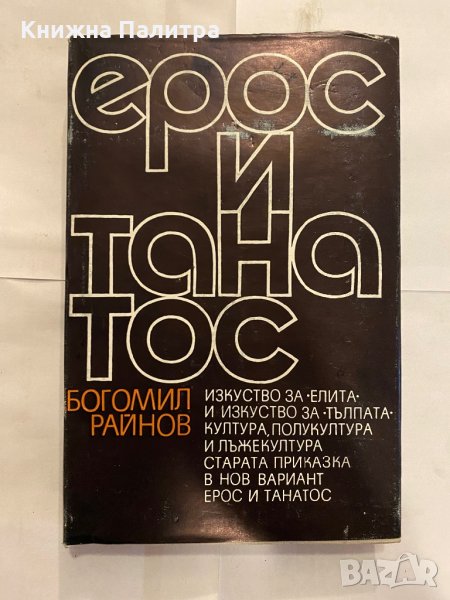 Книжна Палитра
ерос
и
тана
тос
БОГОМИЛ
РАЙНОВ
ИЗКУСТВО ЗА •ЕЛИТА•
И ИЗКУСТВО ЗА •ТЪЛПАТА•
КУЛТУРА, ПОЛУКУЛТУРА
И ЛЪЖЕКУЛТУРА
СТАРАТА ПРИКАЗКА
В НОВ ВАРИАНТ
ЕРОС И ТАНАТОС
BAZAR